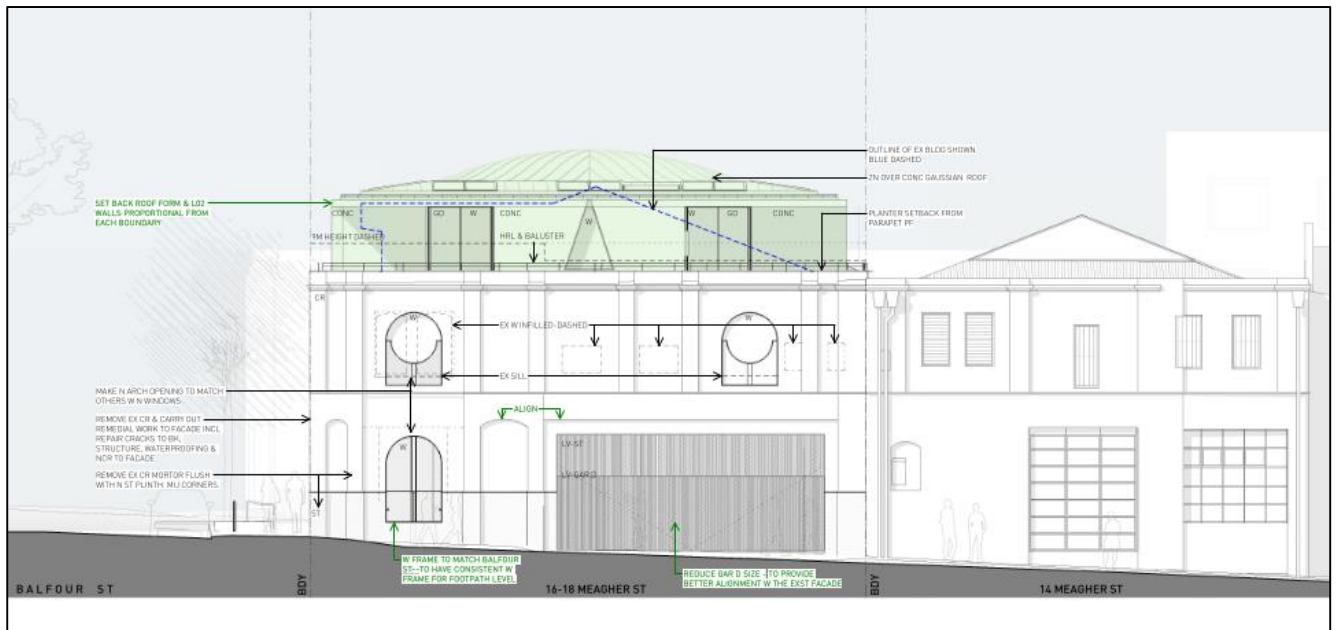 OUTLINE OF EX BLDG SHOWN
BLUE DASHED
ZN OVER CONC GAUSSIAN ROOF
SET BACK ROOF FORM & L02
WALLS PROPORTIONAL FROM
EACH BOUNDARY
CONC
GD
W
CONC
W
W
GD
CONC
PLANTER SETBACK FROM
PARAPET PF
HEIGHT DASHED
HRL & BALUSTER
CR
W
EX W INFILLED-DASHED
W
EX SILL
MAKE N ARCH OPENING TO MATCH
OTHERS W N WINDOWS
REMOVE EX CR & CARRY OUT
REMEDIAL WORK TO FACADE INCL
REPAIR CRACKS TO BK,
STRUCTURE, WATERPROOFING &
NCR TO FACADE
ALIGN
W
LV-ST
LV-GAR D
REMOVE EX CR MORTOR FLUSH
WITH N ST PLINTH. MIJ CORNERS.
ST
W FRAME TO MATCH BALFOUR
ST--TO HAVE CONSISTENT W
FRAME FOR FOOTPATH LEVEL
REDUCE GAR D SIZE - TO PROVIDE
BETTER ALIGNMENT W THE EXST FACADE
BALFOUR ST
BDY
16-18 MEAGHER ST
BDY
14 MEAGHER ST